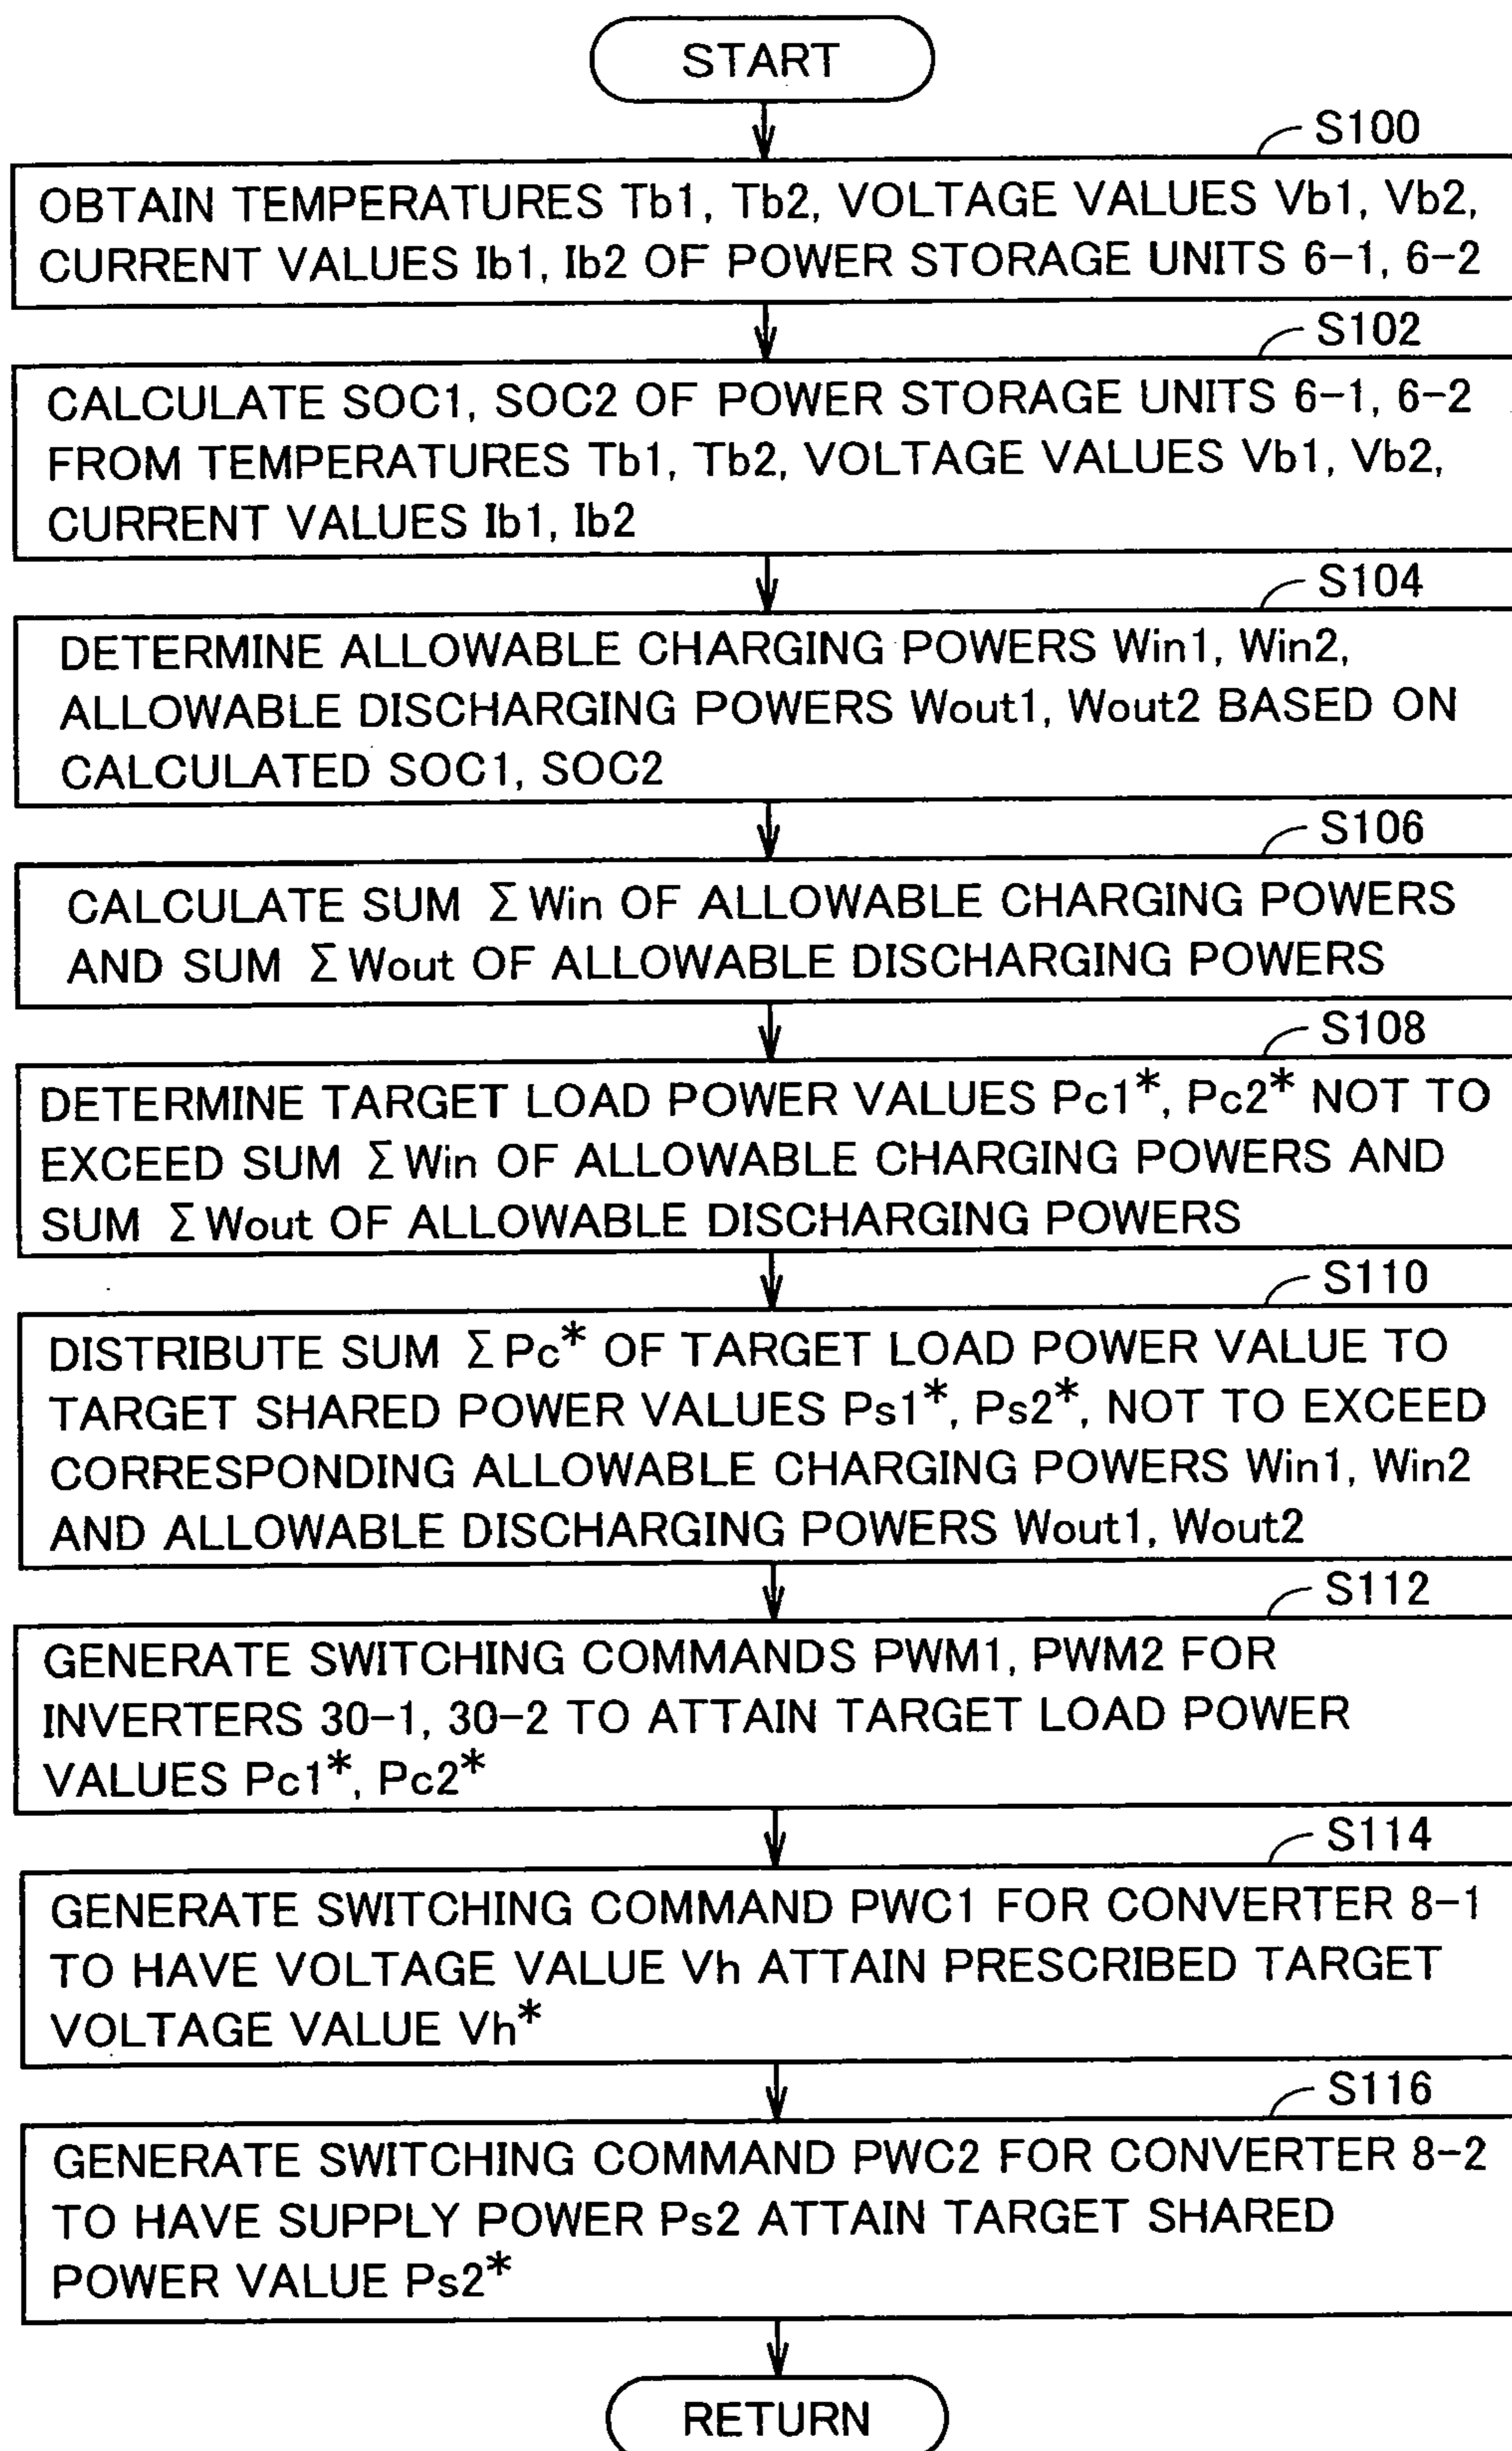 START
S100
OBTAIN TEMPERATURES Tb1, Tb2, VOLTAGE VALUES Vb1, Vb2,
CURRENT VALUES Ib1, Ib2 OF POWER STORAGE UNITS 6-1, 6-2
S102
CALCULATE SOC1, SOC2 OF POWER STORAGE UNITS 6-1, 6-2
FROM TEMPERATURES Tb1, Tb2, VOLTAGE VALUES Vb1, Vb2,
CURRENT VALUES Ib1, Ib2
S104
DETERMINE ALLOWABLE CHARGING POWERS Win1, Win2,
ALLOWABLE DISCHARGING POWERS Wout1, Wout2 BASED ON
CALCULATED SOC1, SOC2
S106
CALCULATE SUM ΣWin OF ALLOWABLE CHARGING POWERS
AND SUM ΣWout OF ALLOWABLE DISCHARGING POWERS
S108
DETERMINE TARGET LOAD POWER VALUES Pc1*, Pc2* NOT TO
EXCEED SUM ΣWin OF ALLOWABLE CHARGING POWERS AND
SUM ΣWout OF ALLOWABLE DISCHARGING POWERS
S110
DISTRIBUTE SUM ΣPc* OF TARGET LOAD POWER VALUE TO
TARGET SHARED POWER VALUES Ps1*, Ps2*, NOT TO EXCEED
CORRESPONDING ALLOWABLE CHARGING POWERS Win1, Win2
AND ALLOWABLE DISCHARGING POWERS Wout1, Wout2
S112
GENERATE SWITCHING COMMANDS PWM1, PWM2 FOR
INVERTERS 30-1, 30-2 TO ATTAIN TARGET LOAD POWER
VALUES Pc1*, Pc2*
S114
GENERATE SWITCHING COMMAND PWC1 FOR CONVERTER 8-1
TO HAVE VOLTAGE VALUE Vh ATTAIN PRESCRIBED TARGET
VOLTAGE VALUE Vh*
S116
GENERATE SWITCHING COMMAND PWC2 FOR CONVERTER 8-2
TO HAVE SUPPLY POWER Ps2 ATTAIN TARGET SHARED
POWER VALUE Ps2*
RETURN